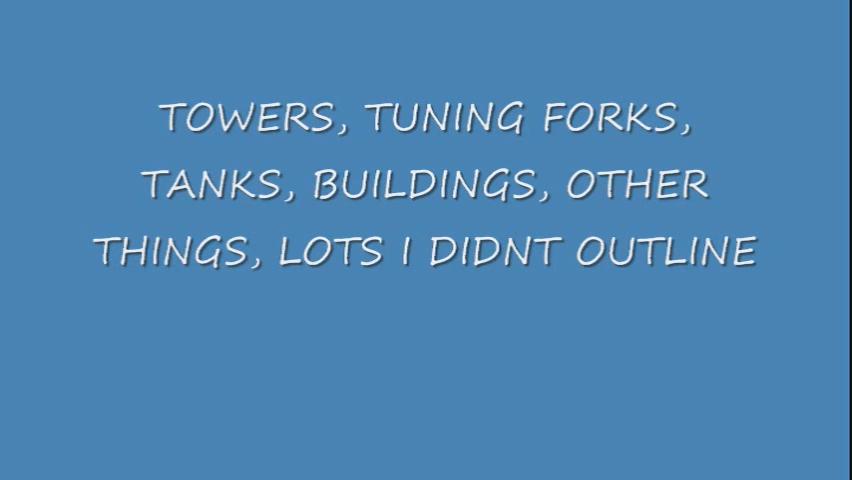 TOWERS, TUNING FORKS,
TANKS, BUILDINGS, OTHER
THINGS, LOTS I DIDNT OUTLINE